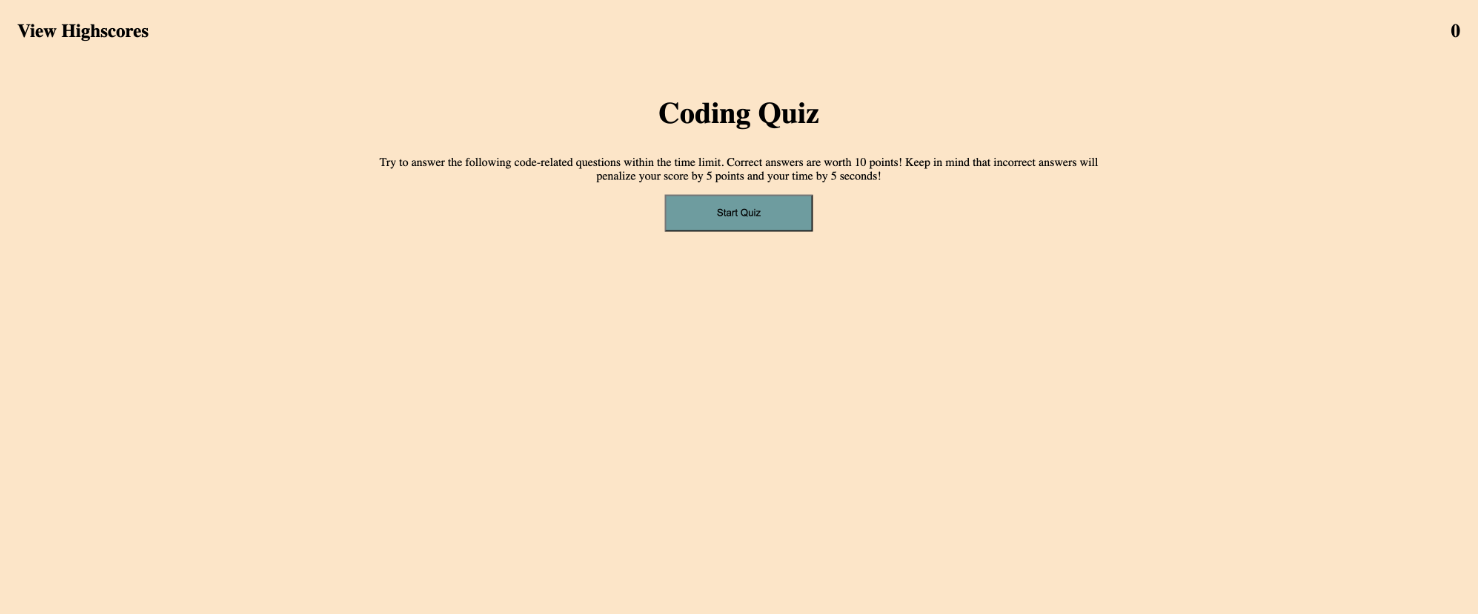 View Highscores
0
Coding Quiz
Try to answer the following code-related questions within the time limit. Correct answers are worth 10 points! Keep in mind that incorrect answers will
penalize your score by 5 points and your time by 5 seconds!
Start Quiz